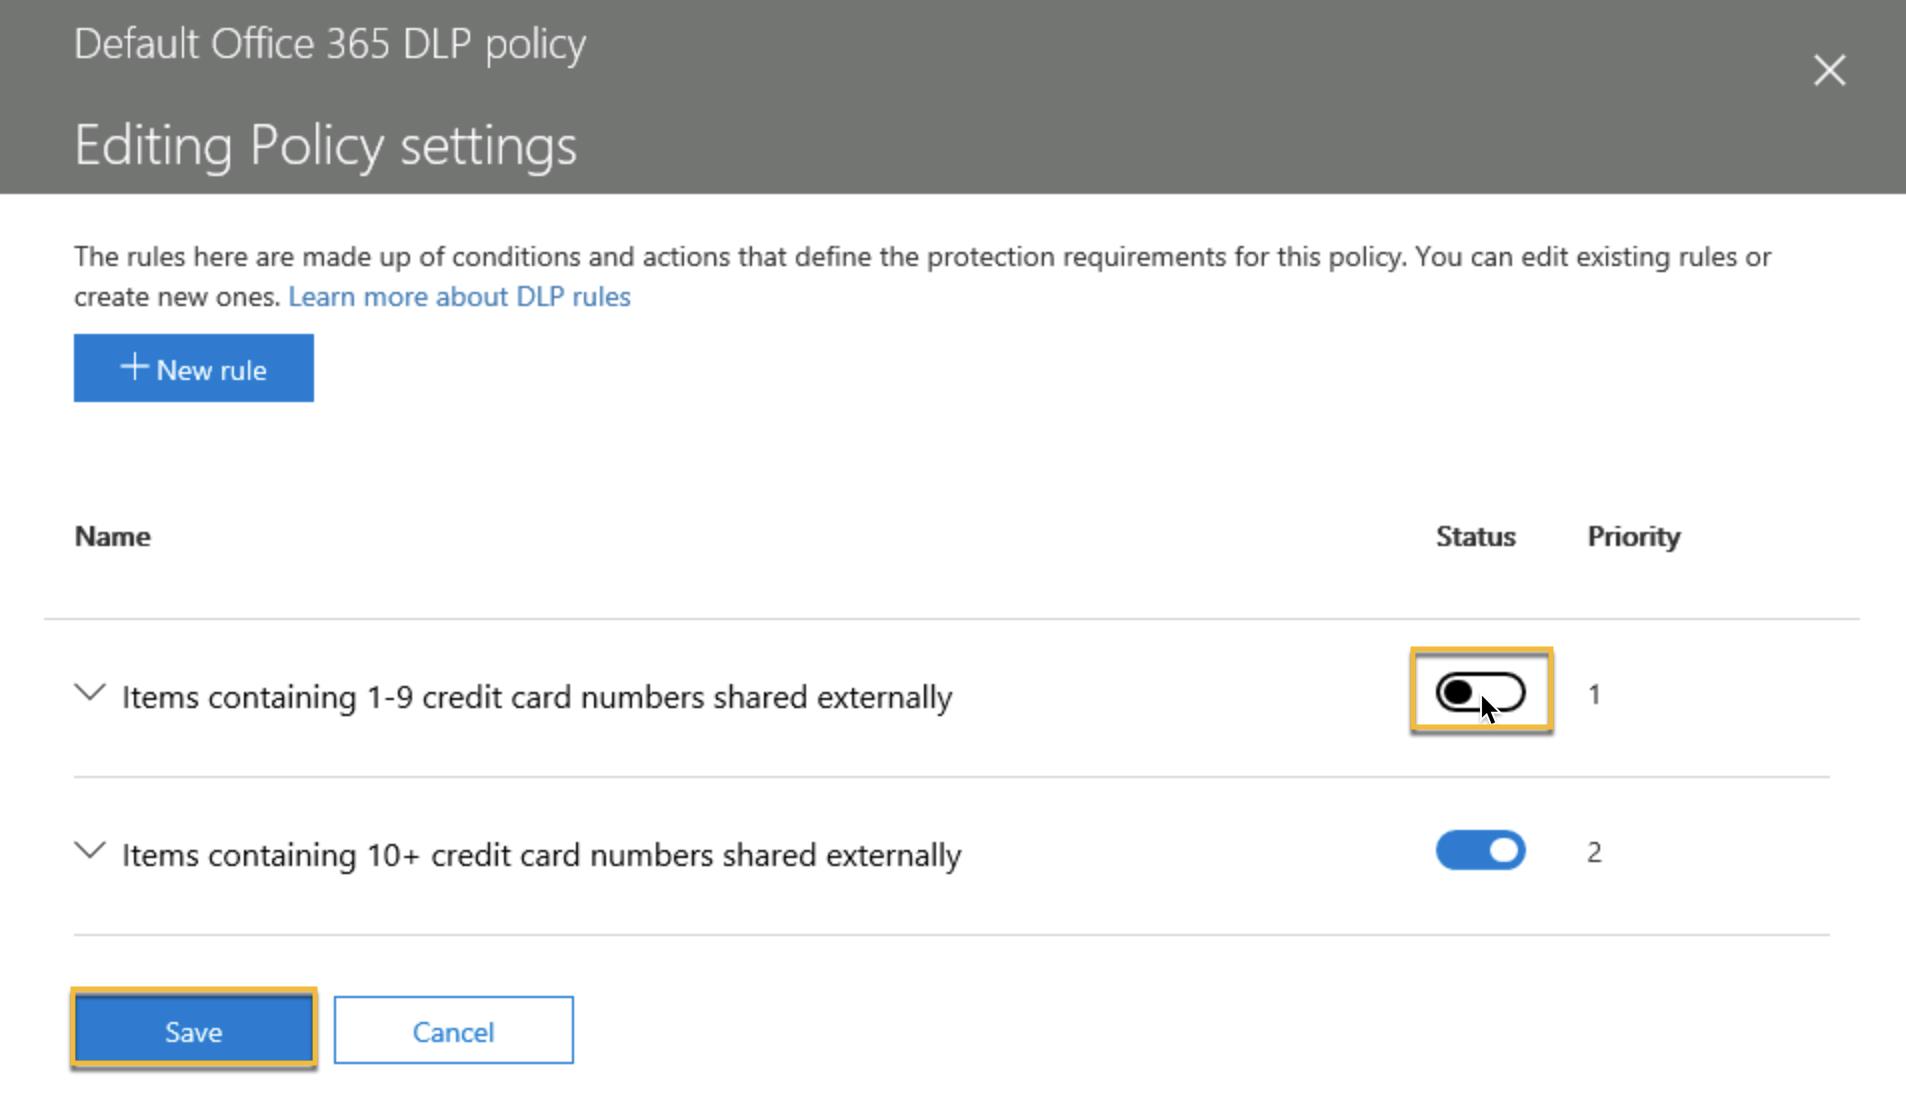 Default Office 365 DLP policy
Editing Policy settings
The rules here are made up of conditions and actions that define the protection requirements for this policy. You can edit existing rules or
create new ones. Learn more about DLP rules
New rule
Name Status Priority
Items containing 1-9 credit card numbers shared externally 1
Items containing 10+ credit card numbers shared externally 2
Save Cancel